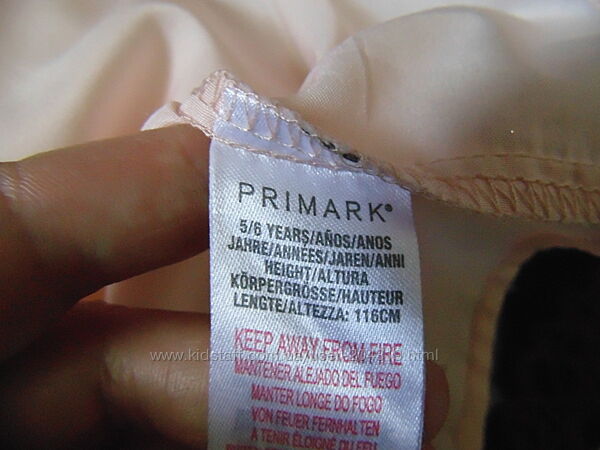 PRIMARK®
5/6 YEARS/AÑOS/ANOS
JAHRE/ANNÉES/JAREN/ANNI
HEIGHT/ALTURA
KÖRPERGRÖSSE/HAUTEUR
LENGTE/ALTEZZA: 116CM
KEEP AWAY FROM FIRE
MANTENER ALEJADO DEL FUEGO
MANTER LONGE DO FOGO
VON FEUER FERNHALTEN
À TENIR ÉLOIGNÉ DU FEU